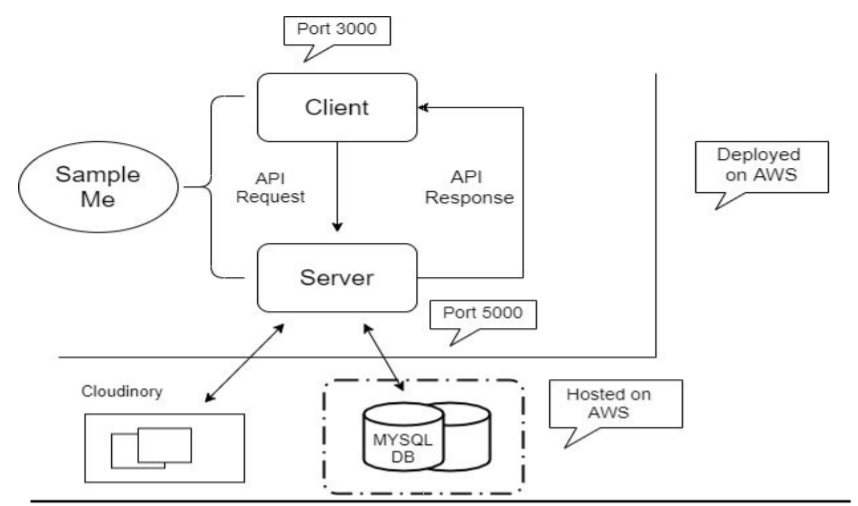 Port 3000
Client
Sample
Me
API
Request
API
Response
Deployed
on AWS
Server
Port 5000
Cloudinory
Hosted on
AWS
MYSQL
DB